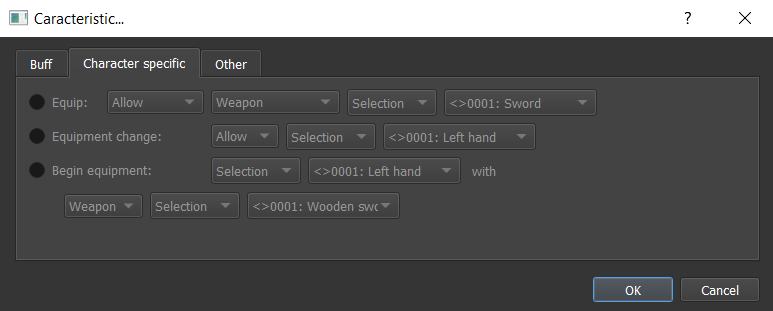 Caracteristic...
Buff Character specific Other
Equip: Allow Weapon Selection <>0001: Sword
Equipment change: Allow Selection <>0001: Left hand
Begin equipment: Selection <>0001: Left hand with
Weapon Selection <>0001: Wooden swo
OK Cancel